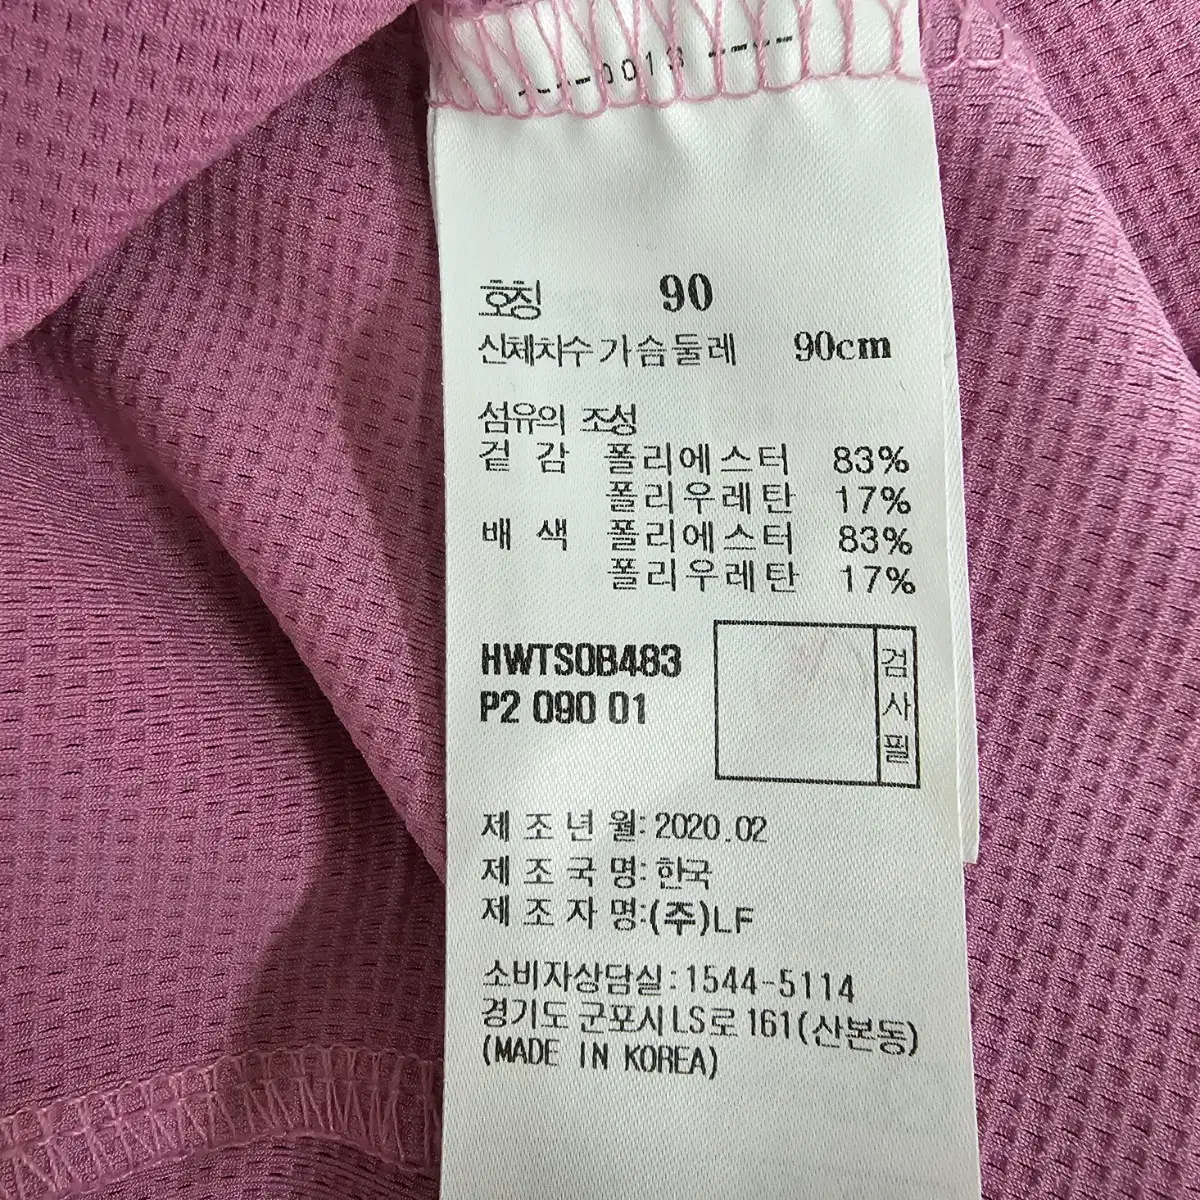 0013
호칭 90
신체치수 가슴둘레 90cm
섬유의 조성
겉 감 폴리에스터 83%
폴리우레탄 17%
배 색 폴리에스터 83%
폴리우레탄 17%
HWTS0B483
P2 090 01
검사필
제 조 년 월: 2020.02
제 조 국 명: 한국
제 조 자 명:(주)LF
소비자상담실:1544-5114
경기도 군포시 LS로 161(산본동)
(MADE IN KOREA)